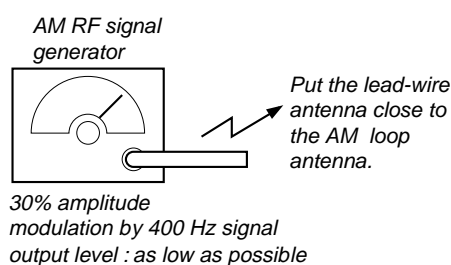 AM RF signal
generator
Put the lead-wire
antenna close to
the AM loop
antenna.
30% amplitude
modulation by 400 Hz signal
output level : as low as possible